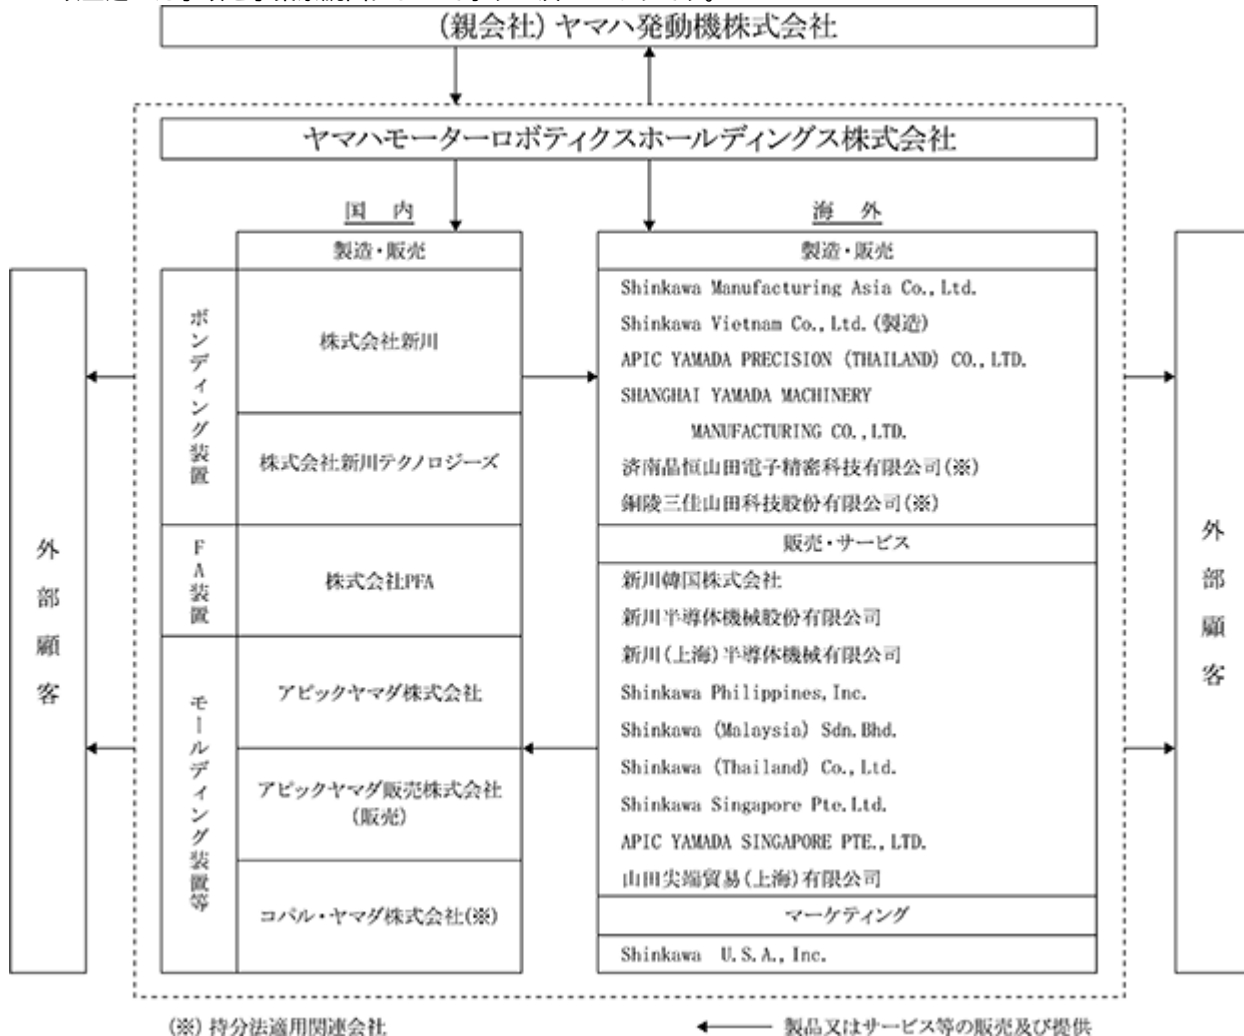 (親会社)ヤマハ発動機株式会社
ヤマハモーターロボティクスホールディングス株式会社
国内
海外
製造・販売
ボンディング装置
株式会社新川
株式会社新川テクノロジーズ
FA装置
株式会社PFA
モールディング装置等
アピックヤマダ株式会社
アピックヤマダ販売株式会社
(販売)
コパル・ヤマダ株式会社(※)
製造・販売
Shinkawa Manufacturing Asia Co.,Ltd.
Shinkawa Vietnam Co.,Ltd.(製造)
APIC YAMADA PRECISION (THAILAND) CO.,LTD.
SHANGHAI YAMADA MACHINERY
MANUFACTURING CO.,LTD.
済南晶恒山田電子精密科技有限公司(※)
銅陵三佳山田科技股份有限公司(※)
販売・サービス
新川韓国株式会社
新川半導体機械股份有限公司
新川(上海)半導体機械有限公司
Shinkawa Philippines,Inc.
Shinkawa (Malaysia) Sdn.Bhd.
Shinkawa (Thailand) Co.,Ltd.
Shinkawa Singapore Pte.Ltd.
APIC YAMADA SINGAPORE PTE.,LTD.
山田尖端貿易(上海)有限公司
マーケティング
Shinkawa U.S.A.,Inc.
外部顧客
外部顧客
(※) 持分法適用関連会社
製品又はサービス等の販売及び提供